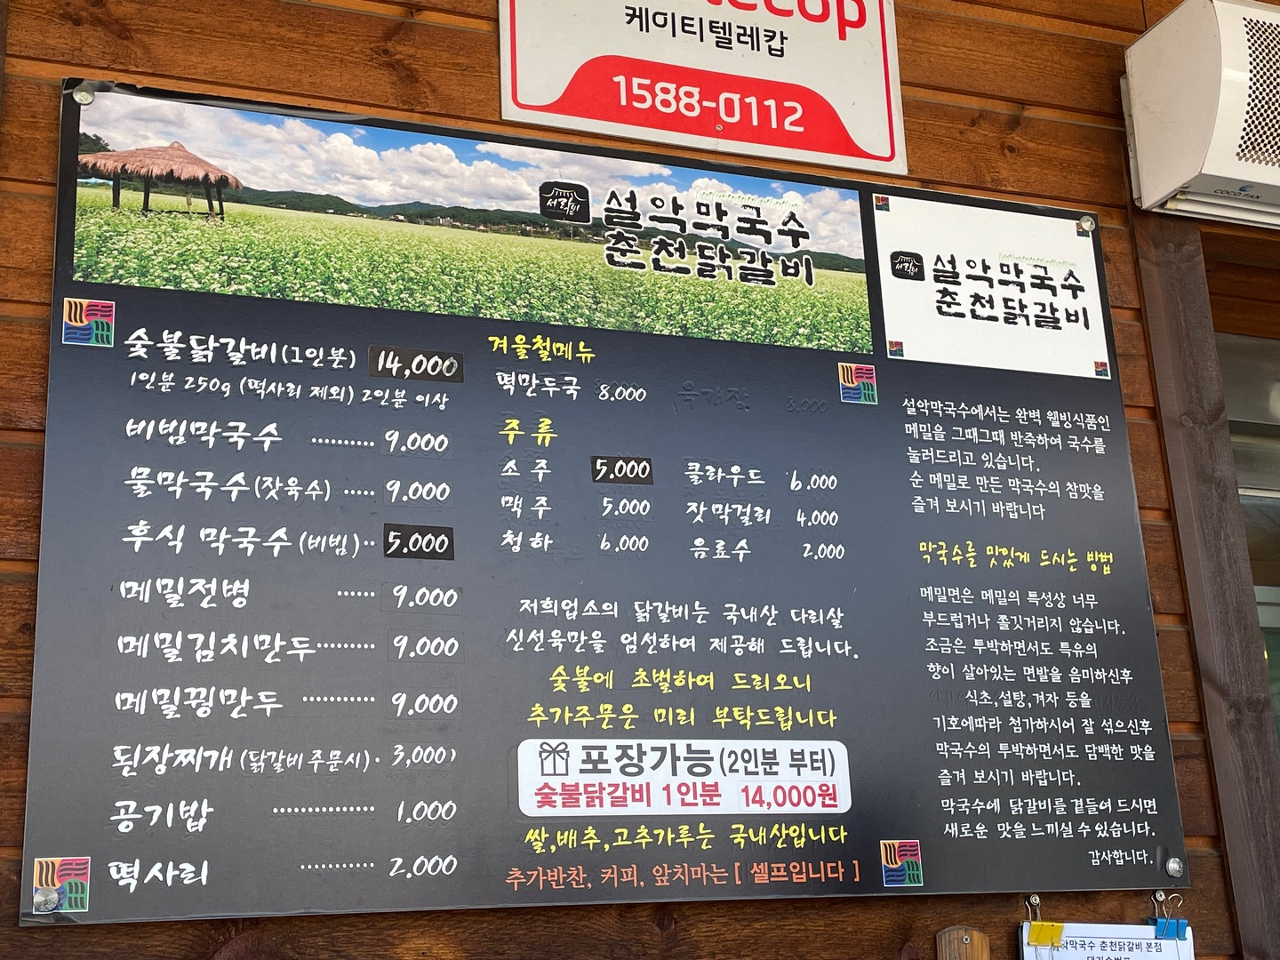 케이티텔레캅
1588-0112
COCO FAN
설악막국수
춘천닭갈비
설악막국수
춘천닭갈비
숯불닭갈비(1인분) 14,000
1인분 250g (떡사리 제외) 2인분 이상
비빔막국수 ·········· 9.000
물막국수(잣육수) ····· 9.000
후식 막국수(비빔)·· 5.000
메밀전병 ······ 9.000
메밀김치만두 ········· 9.000
메밀꿩만두 ··········· 9.000
된장찌개(닭갈비 주문시)· 3,000)
공기밥 ··············· 1.000
떡사리 ··········· 2.000
겨울철메뉴
떡만두국 8.000 육개장 8.000
주류
소주 5.000 클라우드 6.000
맥주 5.000 잣막걸리 4.000
청하 6.000 음료수 2.000
저희업소의 닭갈비는 국내산 다리살
신선육만을 엄선하여 제공해 드립니다.
숯불에 초벌하여 드리오니
추가주문은 미리 부탁드립니다
포장가능(2인분 부터)
숯불닭갈비 1인분 14,000원
쌀,배추,고추가루는 국내산입니다
추가반찬, 커피, 앞치마는 [ 셀프입니다 ]
설악막국수에서는 완벽 웰빙식품인
메밀을 그때그때 반죽하여 국수를
눌러드리고 있습니다.
순 메밀로 만든 막국수의 참맛을
즐겨 보시기 바랍니다
막국수를 맛있게 드시는 방법
메밀면은 메밀의 특성상 너무
부드럽거나 쫄깃거리지 않습니다.
조금은 투박하면서도 특유의
향이 살아있는 면발을 음미하신후
식초,설탕,겨자 등을
기호에따라 첨가하시어 잘 섞으신후
막국수의 투박하면서도 담백한 맛을
즐겨 보시기 바랍니다.
막국수에 닭갈비를 곁들여 드시면
새로운 맛을 느끼실 수 있습니다.
감사합니다.
막국수 춘천닭갈비 본점